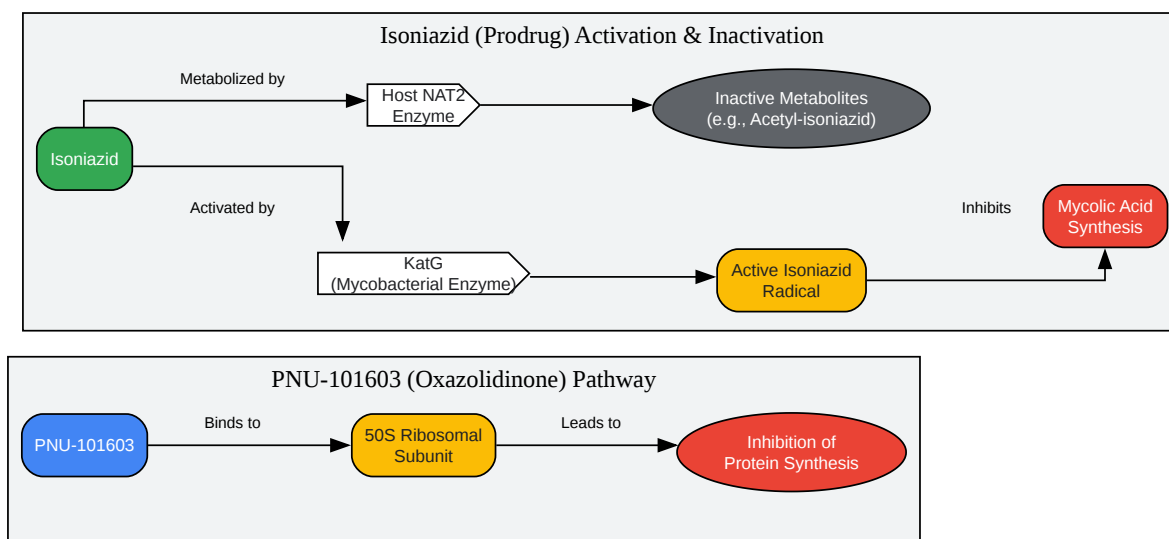 Isoniazid (Prodrug) Activation & Inactivation
Metabolized by
Host NAT2
Enzyme
Inactive Metabolites
(e.g., Acetyl-isoniazid)
Isoniazid
Activated by
Inhibits
Mycolic Acid
Synthesis
KatG
(Mycobacterial Enzyme)
Active Isoniazid
Radical
PNU-101603 (Oxazolidinone) Pathway
PNU-101603
Binds to
50S Ribosomal
Subunit
Leads to
Inhibition of
Protein Synthesis